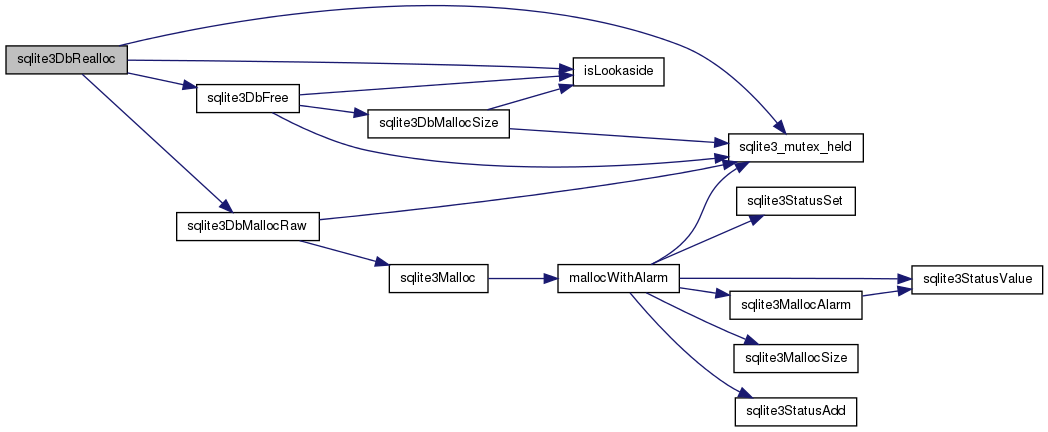 sqlite3DbRealloc
isLookaside
sqlite3DbFree
sqlite3DbMallocSize
sqlite3_mutex_held
sqlite3StatusSet
sqlite3DbMallocRaw
sqlite3Malloc
mallocWithAlarm
sqlite3StatusValue
sqlite3MallocAlarm
sqlite3MallocSize
sqlite3StatusAdd